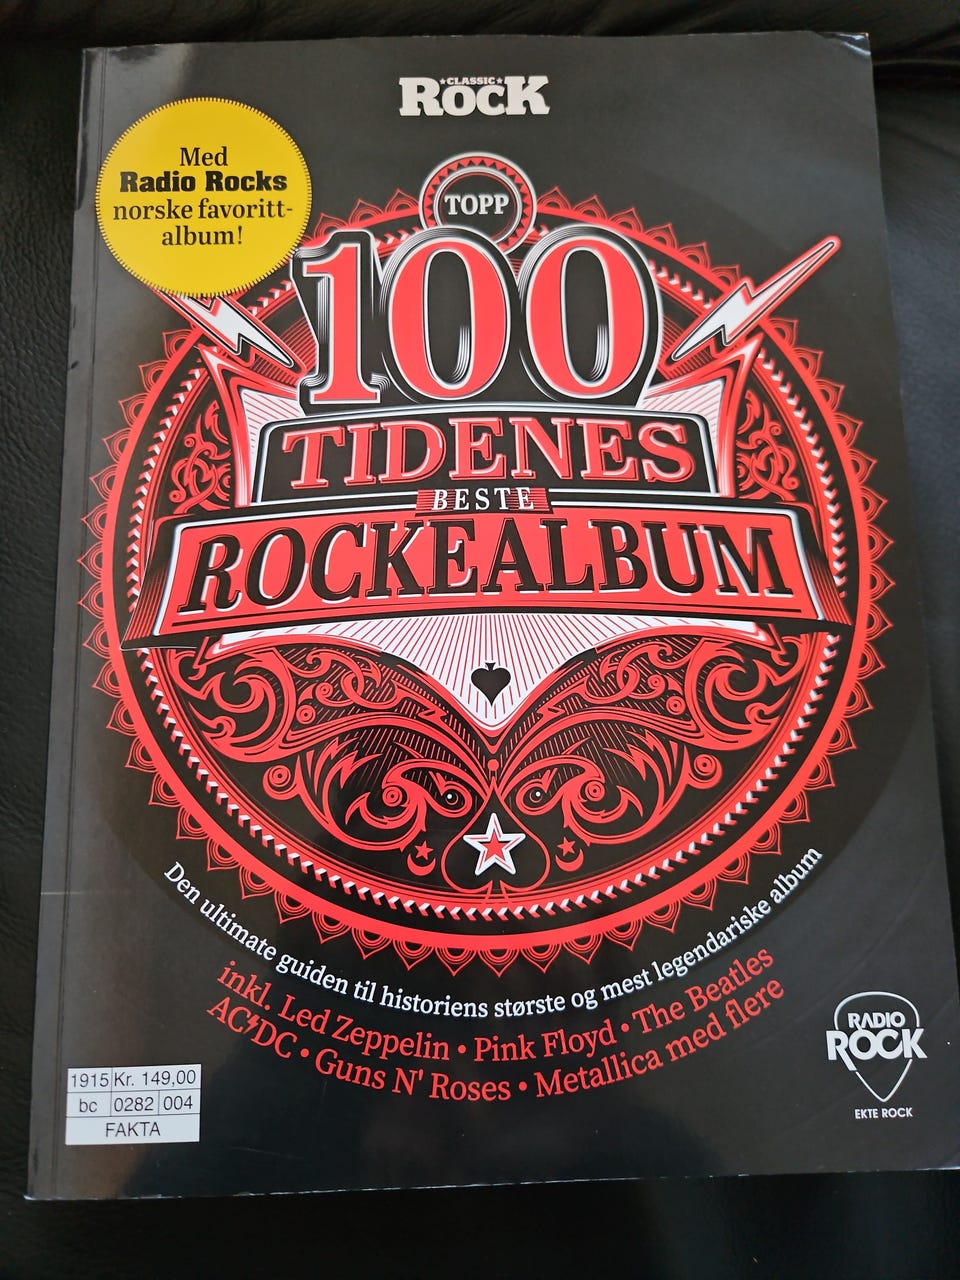 ★CLASSIC★
ROCK
Med
Radio Rocks
norske favoritt-
album!
TOPP
100
TIDENES
BESTE
ROCKEALBUM
Den ultimate guiden til historiens største og mest legendariske album
inkl. Led Zeppelin • Pink Floyd • The Beatles
AC⚡DC • Guns N' Roses • Metallica med flere
RADIO
ROCK
EKTE ROCK
1915 Kr. 149,00
bc 0282 004
FAKTA